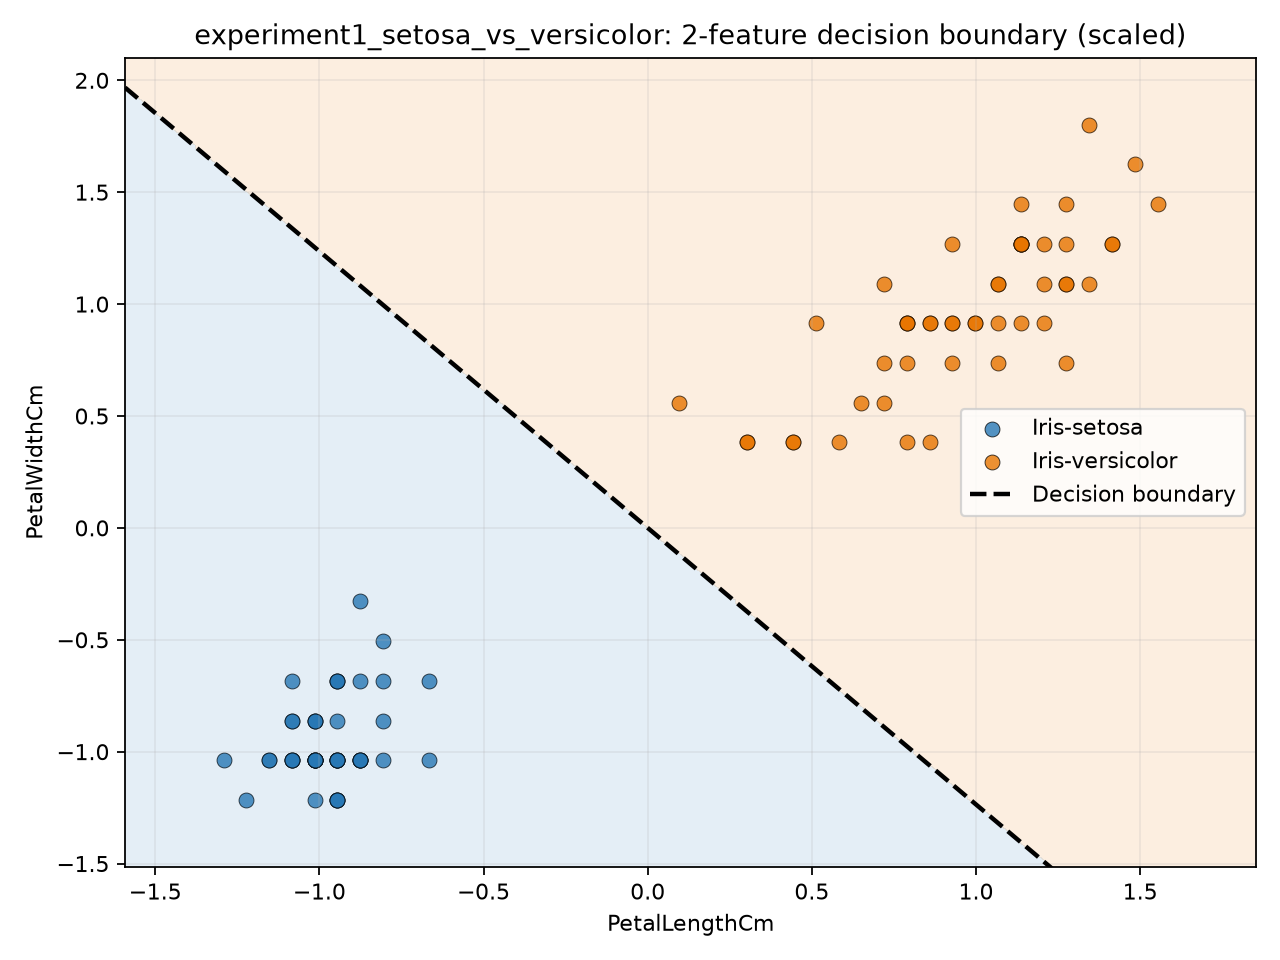 experiment1_setosa_vs_versicolor: 2-feature decision boundary (scaled)
2.0
1.5
1.0
0.5
0.0
−0.5
−1.0
−1.5
PetalWidthCm
Iris-setosa
Iris-versicolor
Decision boundary
−1.5 −1.0 −0.5 0.0 0.5 1.0 1.5
PetalLengthCm